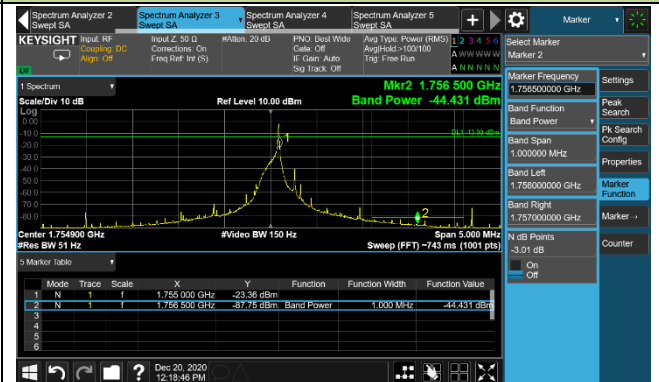 Spectrum Analyzer 2
Swept SA
Spectrum Analyzer 3
Swept SA
Spectrum Analyzer 4
Swept SA
Spectrum Analyzer 5
Swept SA
+
Marker
KEYSIGHT
Input: RF
Coupling: DC
Align: Off
Input Z: 50 Ω
Corrections: On
Freq Ref: Int (S)
#Atten: 20 dB
PNO: Best Wide
Gate: Off
IF Gain: Auto
Sig Track: Off
Avg Type: Power (RMS)
Avg|Hold:>100/100
Trig: Free Run
1 2 3 4 5 6
A W W W W W
A N N N N N
Select Marker
Marker 2
1 Spectrum
Scale/Div 10 dB
Ref Level 10.00 dBm
Mkr2 1.756 500 GHz
Band Power -44.431 dBm
Log
0.00
-10.0
-20.0
-30.0
-40.0
-50.0
-60.0
-70.0
-80.0
DL1 -13.00 dBm
1
2
Center 1.754900 GHz
#Res BW 51 Hz
#Video BW 150 Hz
Span 5.000 MHz
Sweep (FFT) ~743 ms (1001 pts)
5 Marker Table
Mode Trace Scale X Y Function Function Width Function Value
1 N 1 f 1.755 000 GHz -23.36 dBm
2 N 1 f 1.756 500 GHz -87.75 dBm Band Power 1.000 MHz -44.431 dBm
3
4
5
6
Marker Frequency
1.756500000 GHz
Band Function
Band Power
Band Span
1.000000 MHz
Band Left
1.756000000 GHz
Band Right
1.757000000 GHz
N dB Points
-3.01 dB
On
Off
Settings
Peak
Search
Pk Search
Config
Properties
Marker
Function
Marker→
Counter
?
Dec 20, 2020
12:18:46 PM